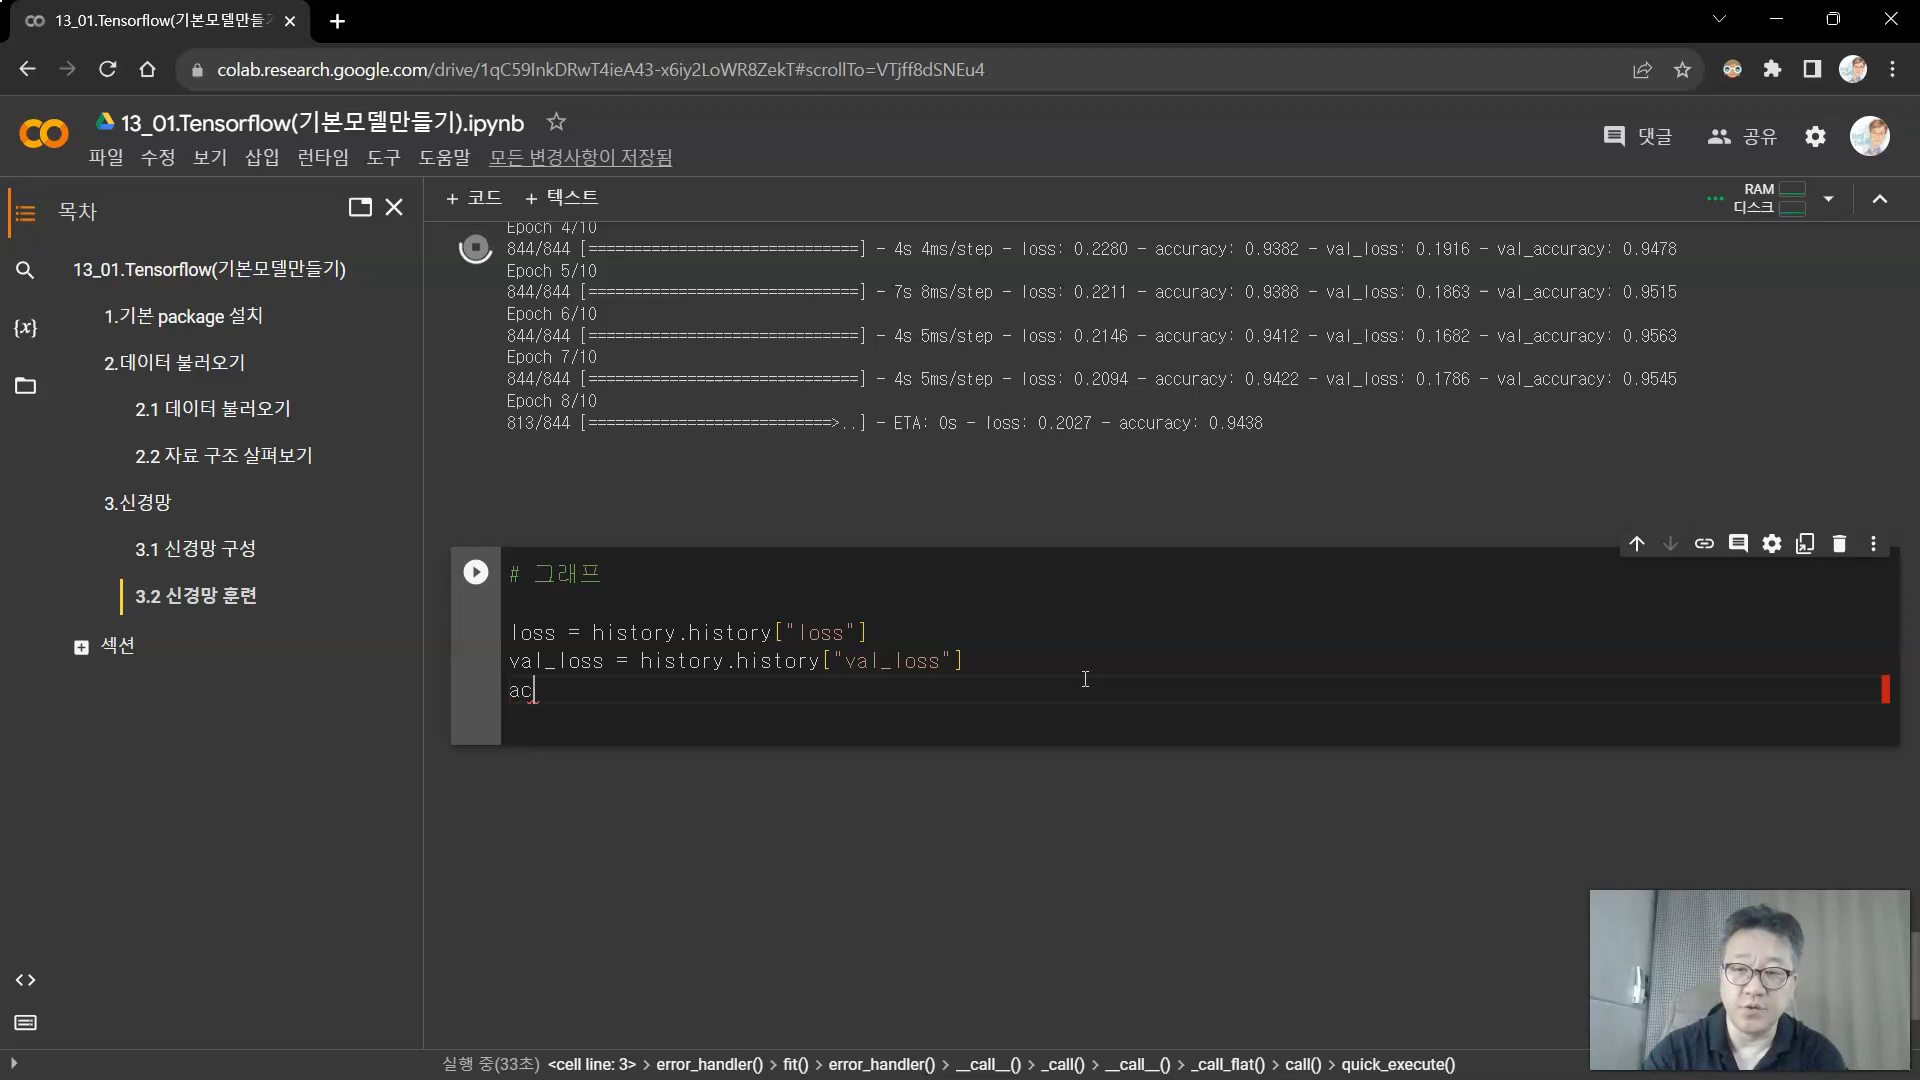 13_01.Tensorflow(기본모델만들기
colab.research.google.com/drive/1qC59InkDRwT4ieA43-x6iy2LoWR8ZekT#scrollTo=VTjff8dSNEu4
13_01.Tensorflow(기본모델만들기).ipynb
댓글
공유
파일 수정 보기 삽입 런타임 도구 도움말 모든 변경사항이 저장됨
목차
+ 코드 + 텍스트
RAM
디스크
13_01.Tensorflow(기본모델만들기)
1.기본 package 설치
2.데이터 불러오기
2.1 데이터 불러오기
2.2 자료 구조 살펴보기
3.신경망
3.1 신경망 구성
3.2 신경망 훈련
섹션
{x}
Epoch 4/10
844/844 [==============================] - 4s 4ms/step - loss: 0.2280 - accuracy: 0.9382 - val_loss: 0.1916 - val_accuracy: 0.9478
Epoch 5/10
844/844 [==============================] - 7s 8ms/step - loss: 0.2211 - accuracy: 0.9388 - val_loss: 0.1863 - val_accuracy: 0.9515
Epoch 6/10
844/844 [==============================] - 4s 5ms/step - loss: 0.2146 - accuracy: 0.9412 - val_loss: 0.1682 - val_accuracy: 0.9563
Epoch 7/10
844/844 [==============================] - 4s 5ms/step - loss: 0.2094 - accuracy: 0.9422 - val_loss: 0.1786 - val_accuracy: 0.9545
Epoch 8/10
813/844 [===========================>..] - ETA: 0s - loss: 0.2027 - accuracy: 0.9438
# 그래프
loss = history.history["loss"]
val_loss = history.history["val_loss"]
ac
실행 중(33초) <cell line: 3> > error_handler() > fit() > error_handler() > __call__() > _call() > __call__() > _call_flat() > call() > quick_execute()